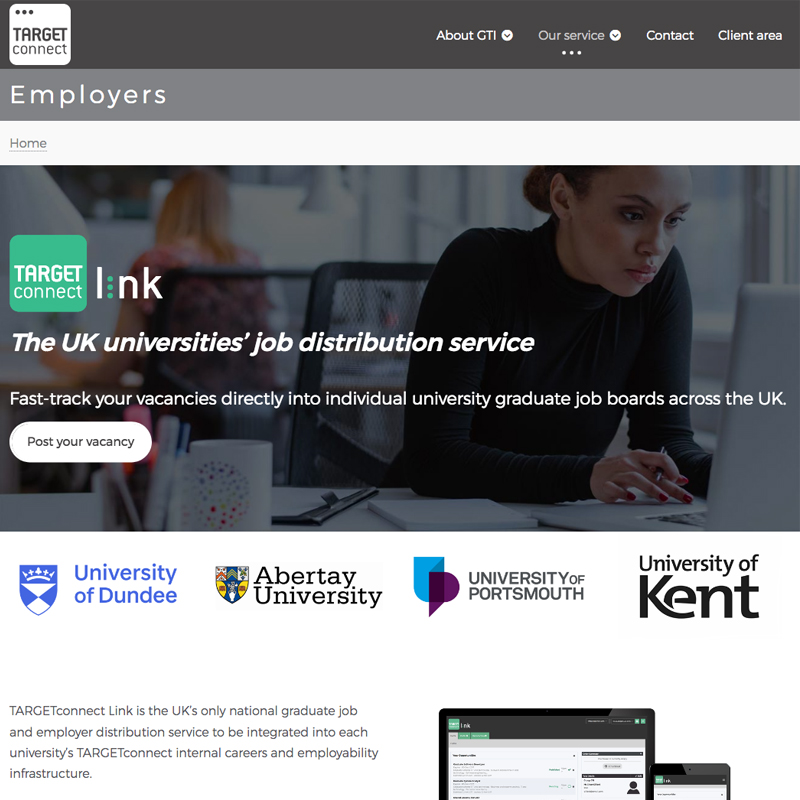 TARGET
connect
About GTI
Our service
Contact
Client area
Employers
Home
TARGET
connect
link
The UK universities' job distribution service
Fast-track your vacancies directly into individual university graduate job boards across the UK.
Post your vacancy
University
of Dundee
Abertay
University
UNIVERSITY OF
PORTSMOUTH
University of
Kent
TARGETconnect Link is the UK's only national graduate job
and employer distribution service to be integrated into each
university's TARGETconnect internal careers and employability
infrastructure.
link
link